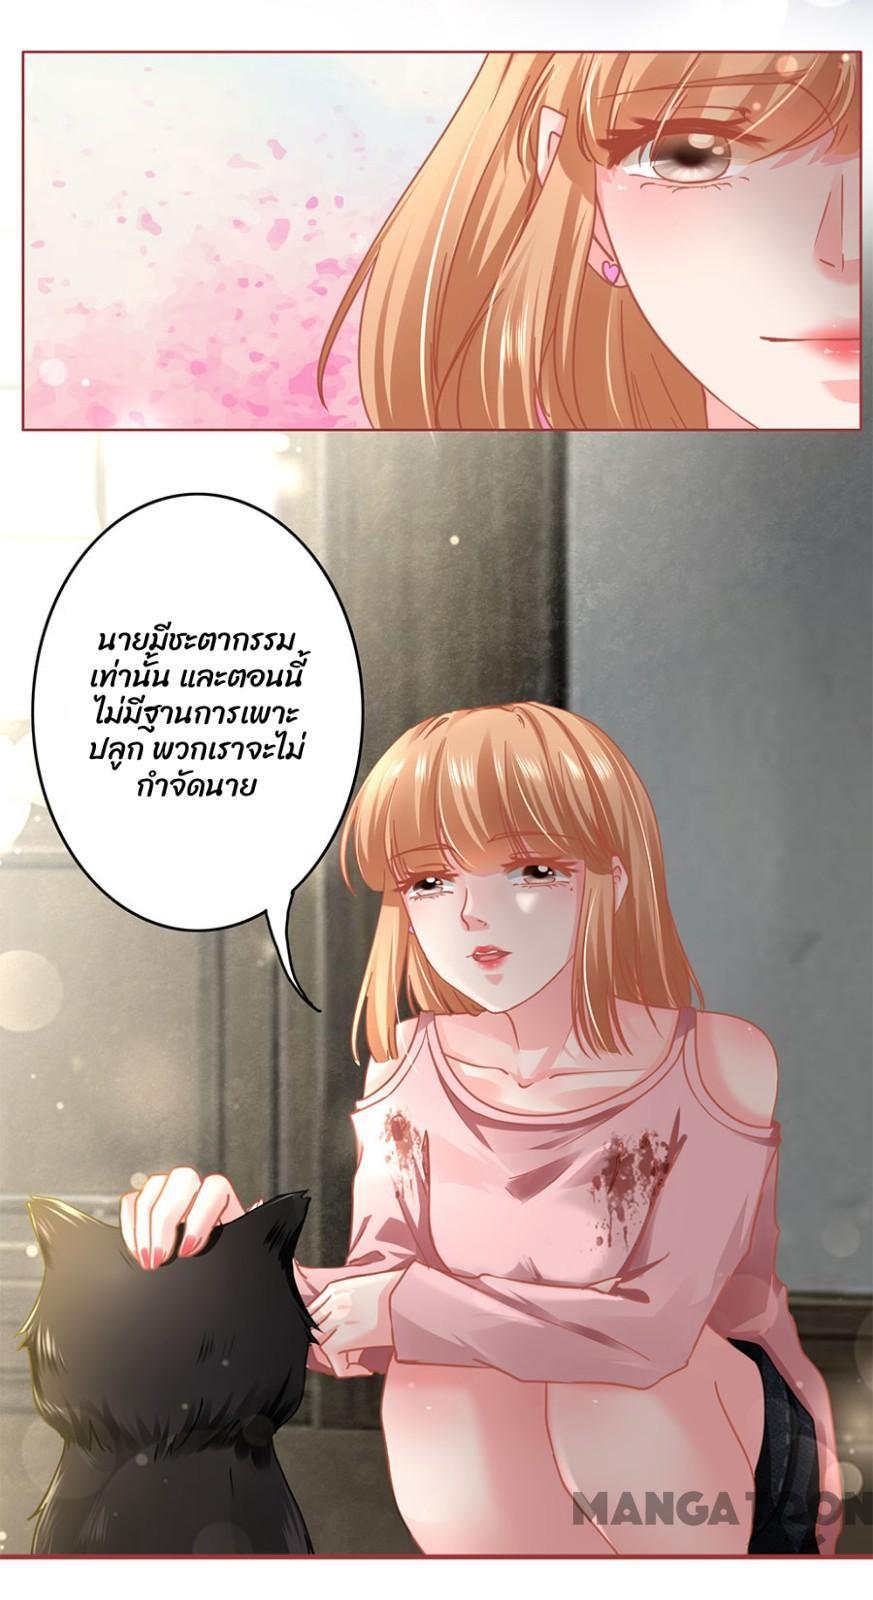 นายมีชะตากรรม
เท่านั้น และตอนนี้
ไม่มีฐานการเพาะ
ปลูก พวกเราจะไม่
กำจัดนาย
MANGATOON